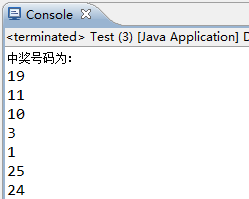 Console
<terminated> Test (3) [Java Application] D
中奖号码为:
19
11
10
3
1
25
24